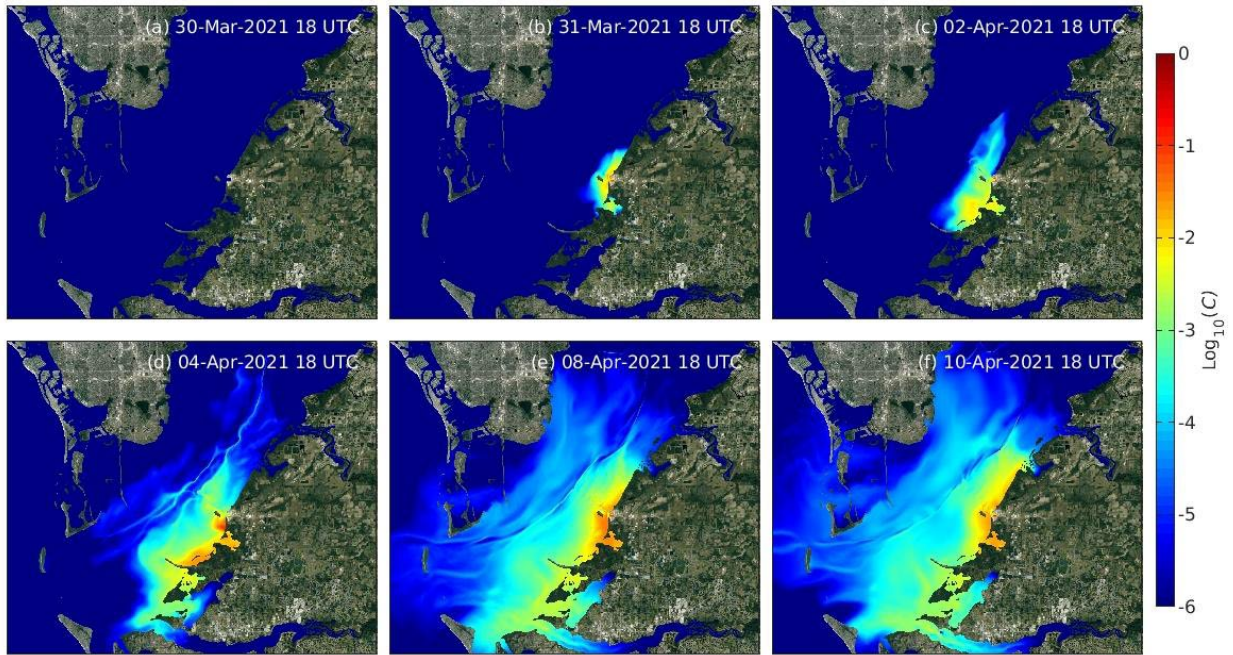 (a) 30-Mar-2021 18 UTC
(b) 31-Mar-2021 18 UTC
(c) 02-Apr-2021 18 UTC
(d) 04-Apr-2021 18 UTC
(e) 08-Apr-2021 18 UTC
(f) 10-Apr-2021 18 UTC
0
-1
-2
-3
-4
-5
-6
Log10(C)